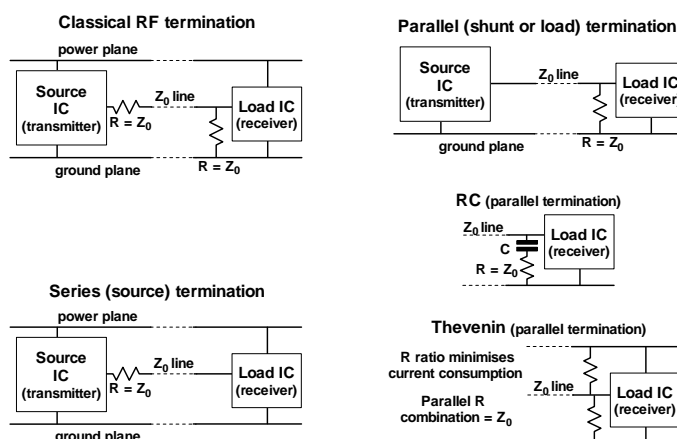 Classical RF termination
power plane
Source
IC
(transmitter)
R = Z0
Z0 line
Load IC
(receiver)
R = Z0
ground plane
Parallel (shunt or load) termination
Source
IC
(transmitter)
Z0 line
Load IC
(receiver)
R = Z0
ground plane
RC (parallel termination)
Z0 line
C
R = Z0
Load IC
(receiver)
Series (source) termination
power plane
Source
IC
(transmitter)
R = Z0
Z0 line
Load IC
(receiver)
ground plane
Thevenin (parallel termination)
R ratio minimises
current consumption
Z0 line
Parallel R
combination = Z0
Load IC
(receiver)